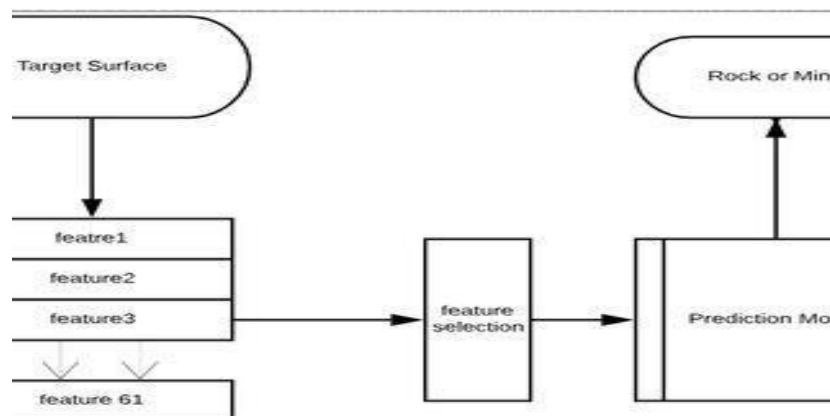 Target Surface
Rock or Min
featre1
feature2
feature3
feature
selection
Prediction Mo
feature 61